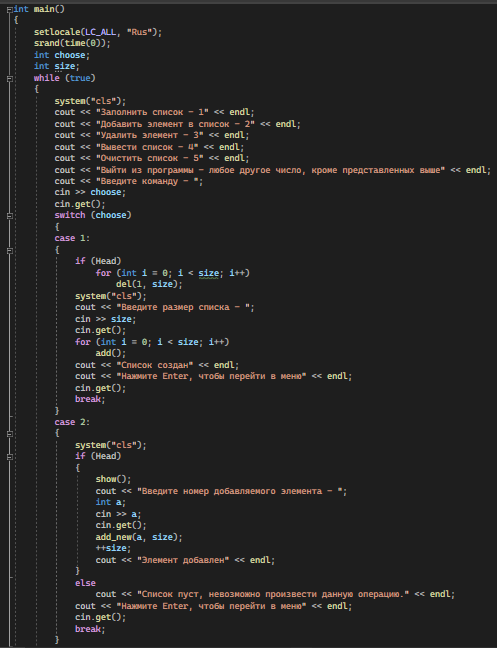 int main()
{
setlocale(LC_ALL, "Rus");
srand(time(0));
int choose;
int size;
while (true)
{
system("cls");
cout << "Заполнить список - 1" << endl;
cout << "Добавить элемент в список - 2" << endl;
cout << "Удалить элемент - 3" << endl;
cout << "Вывести список - 4" << endl;
cout << "Очистить список - 5" << endl;
cout << "Выйти из программы - любое другое число, кроме представленных выше" << endl;
cout << "Введите команду - ";
cin >> choose;
cin.get();
switch (choose)
{
case 1:
{
if (Head)
for (int i = 0; i < size; i++)
del(1, size);
system("cls");
cout << "Введите размер списка - ";
cin >> size;
cin.get();
for (int i = 0; i < size; i++)
add();
cout << "Список создан" << endl;
cout << "Нажмите Enter, чтобы перейти в меню" << endl;
cin.get();
break;
}
case 2:
{
system("cls");
if (Head)
{
show();
cout << "Введите номер добавляемого элемента - ";
int a;
cin >> a;
cin.get();
add_new(a, size);
++size;
cout << "Элемент добавлен" << endl;
}
else
cout << "Список пуст, невозможно произвести данную операцию." << endl;
cout << "Нажмите Enter, чтобы перейти в меню" << endl;
cin.get();
break;
}